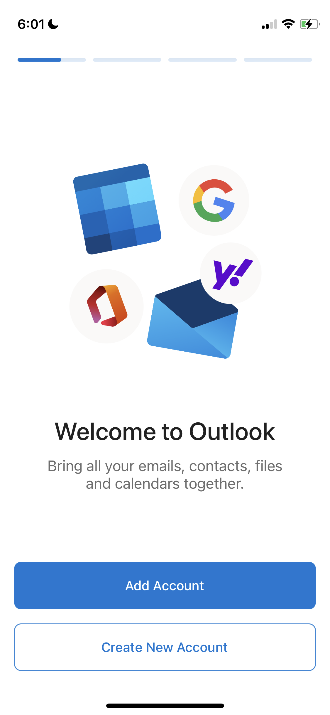 6:01
y!
Welcome to Outlook
Bring all your emails, contacts, files
and calendars together.
Add Account
Create New Account